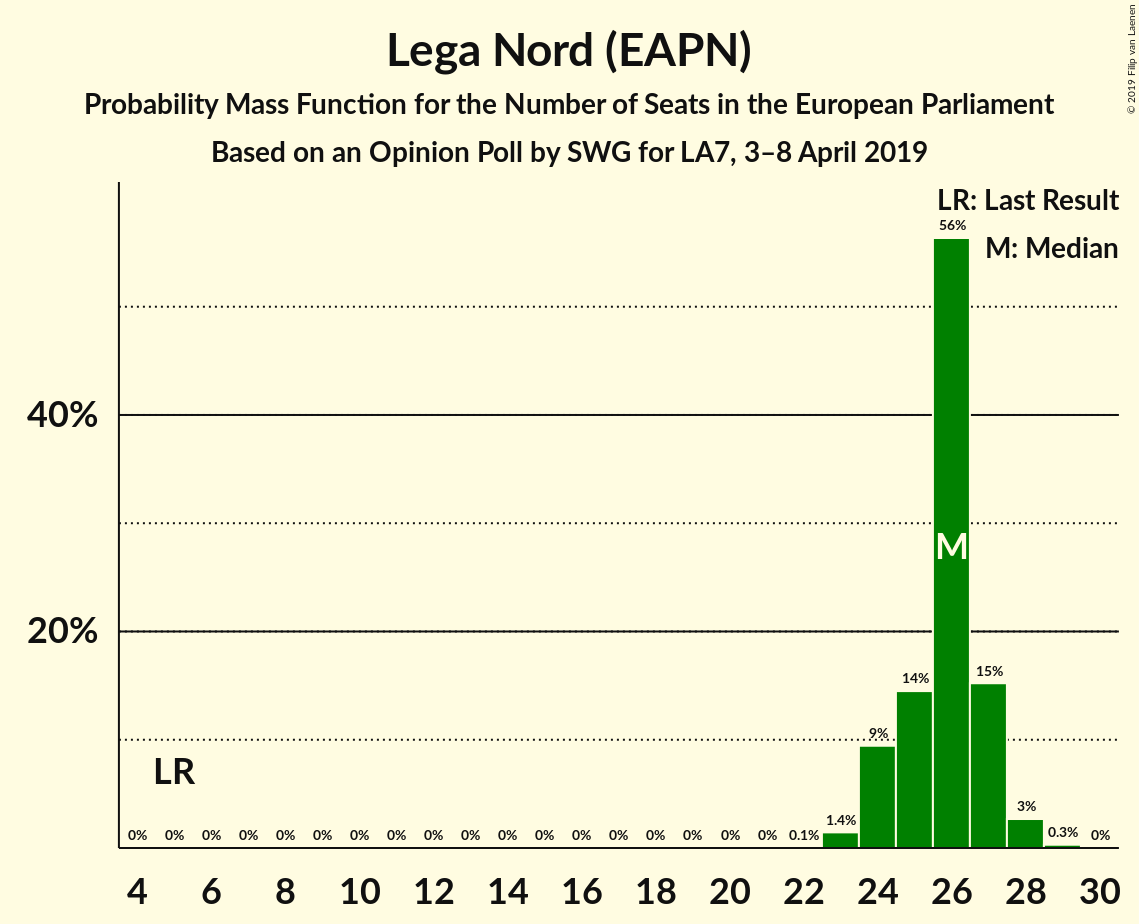 Lega Nord (EAPN)
Probability Mass Function for the Number of Seats in the European Parliament
Based on an Opinion Poll by SWG for LA7, 3–8 April 2019
© 2019 Filip van Laenen
LR: Last Result
M: Median
56%
40%
M
20%
15%
14%
9%
LR
3%
1.4%
0% 0% 0% 0% 0% 0% 0% 0% 0% 0% 0% 0% 0% 0% 0% 0% 0% 0% 0.1% 0.3% 0%
4 6 8 10 12 14 16 18 20 22 24 26 28 30